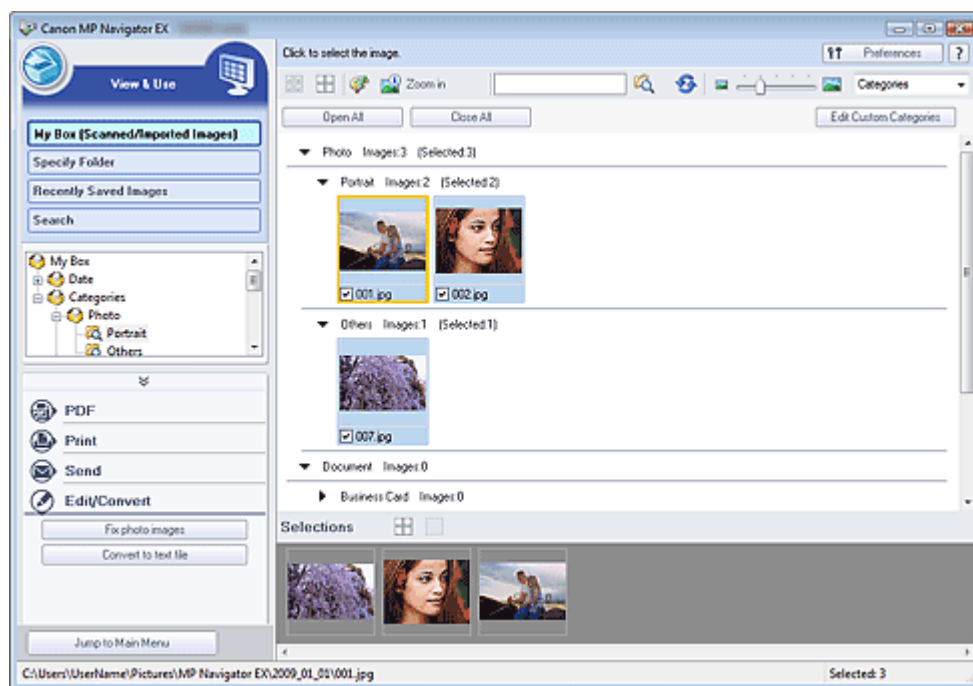 Canon MP Navigator EX
View & Use
My Box (Scanned/Imported Images)
Specify Folder
Recently Saved Images
Search
My Box
Date
Categories
Photo
Portrait
Others
PDF
Print
Send
Edit/Convert
Fix photo images
Convert to text file
Jump to Main Menu
Click to select the image.
Preferences
?
Zoom in
Categories
Open All
Close All
Edit Custom Categories
Photo Images:3 (Selected:3)
Portrait Images:2 (Selected:2)
001.jpg
002.jpg
Others Images:1 (Selected:1)
007.jpg
Document Images:0
Business Card Images:0
Selections
C:\Users\UserName\Pictures\MP Navigator EX\2009_01_01\001.jpg
Selected: 3